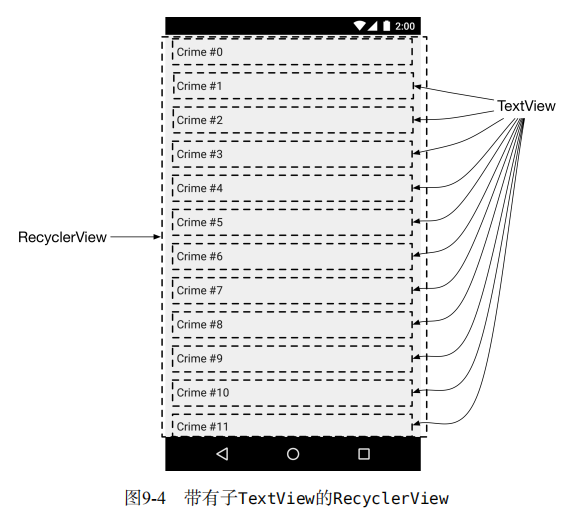 2:00
Crime #0
Crime #1
TextView
Crime #2
Crime #3
Crime #4
Crime #5
RecyclerView
Crime #6
Crime #7
Crime #8
Crime #9
Crime #10
Crime #11
图9-4 带有子TextView的RecyclerView